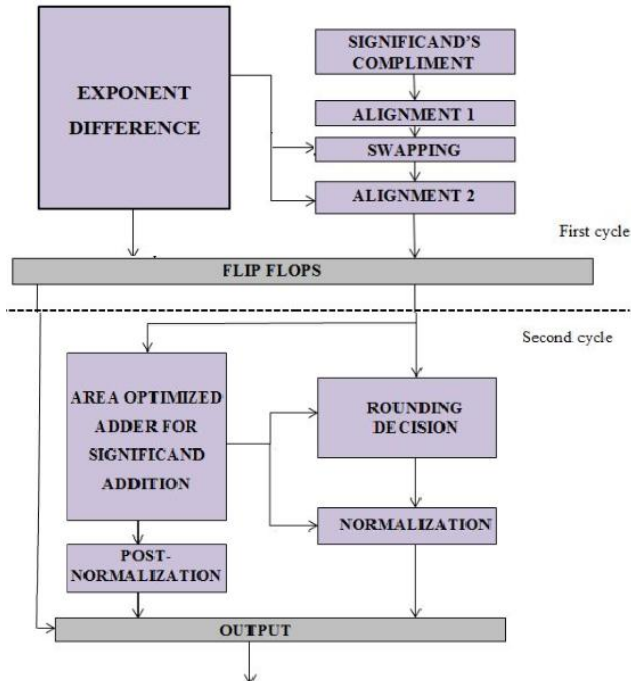 EXPONENT
DIFFERENCE
SIGNIFICAND'S
COMPLIMENT
ALIGNMENT 1
SWAPPING
ALIGNMENT 2
First cycle
FLIP FLOPS
Second cycle
AREA OPTIMIZED
ADDER FOR
SIGNIFICAND
ADDITION
ROUNDING
DECISION
NORMALIZATION
POST-
NORMALIZATION
OUTPUT